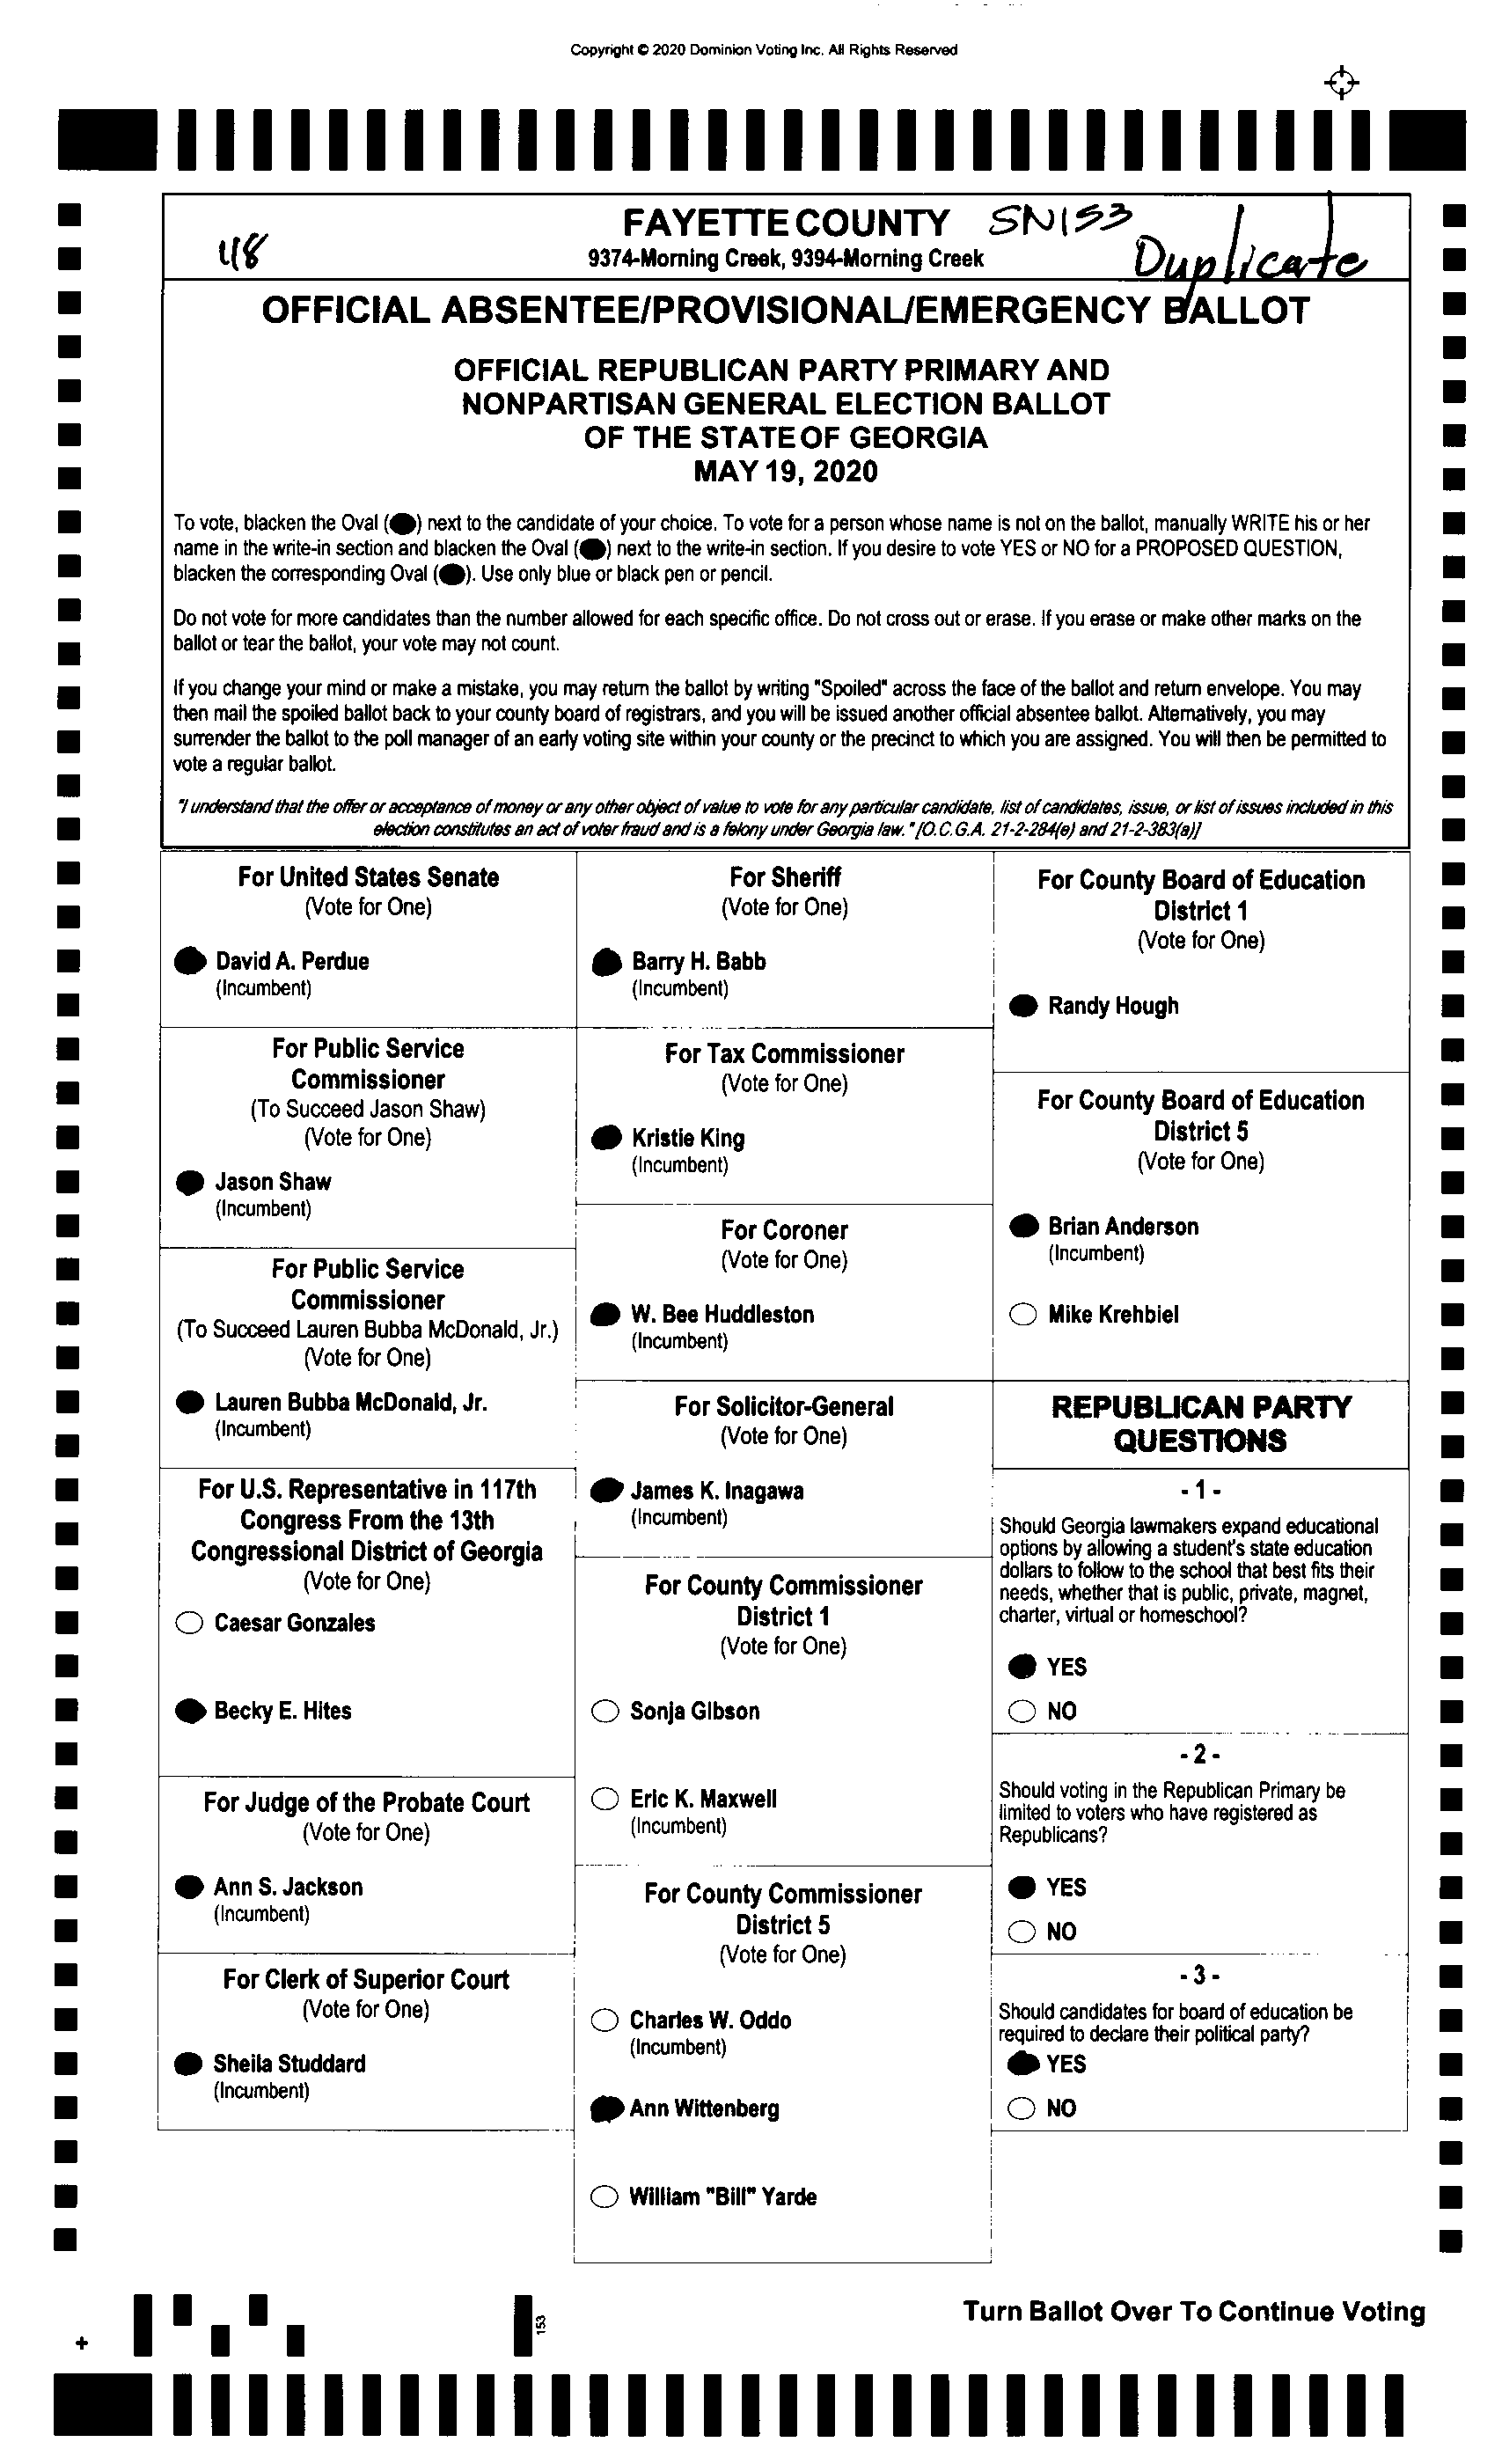 Copyright © 2020 Dominion Voting Inc. All Rights Reserved
FAYETTE COUNTY SN153
48 9374-Morning Creek, 9394-Morning Creek Duplicate
OFFICIAL ABSENTEE/PROVISIONAL/EMERGENCY BALLOT
OFFICIAL REPUBLICAN PARTY PRIMARY AND
NONPARTISAN GENERAL ELECTION BALLOT
OF THE STATE OF GEORGIA
MAY 19, 2020
To vote, blacken the Oval ( ) next to the candidate of your choice. To vote for a person whose name is not on the ballot, manually WRITE his or her
name in the write-in section and blacken the Oval ( ) next to the write-in section. If you desire to vote YES or NO for a PROPOSED QUESTION,
blacken the corresponding Oval ( ). Use only blue or black pen or pencil.
Do not vote for more candidates than the number allowed for each specific office. Do not cross out or erase. If you erase or make other marks on the
ballot or tear the ballot, your vote may not count.
If you change your mind or make a mistake, you may return the ballot by writing "Spoiled" across the face of the ballot and return envelope. You may
then mail the spoiled ballot back to your county board of registrars, and you will be issued another official absentee ballot. Alternatively, you may
surrender the ballot to the poll manager of an early voting site within your county or the precinct to which you are assigned. You will then be permitted to
vote a regular ballot.
"I understand that the offer or acceptance of money or any other object of value to vote for any particular candidate, list of candidates, issue, or list of issues included in this
election constitutes an act of voter fraud and is a felony under Georgia law." [O.C.G.A. 21-2-284(e) and 21-2-383(a)]
For United States Senate
(Vote for One)
David A. Perdue
(Incumbent)
For Public Service
Commissioner
(To Succeed Jason Shaw)
(Vote for One)
Jason Shaw
(Incumbent)
For Public Service
Commissioner
(To Succeed Lauren Bubba McDonald, Jr.)
(Vote for One)
Lauren Bubba McDonald, Jr.
(Incumbent)
For U.S. Representative in 117th
Congress From the 13th
Congressional District of Georgia
(Vote for One)
Caesar Gonzales
Becky E. Hites
For Judge of the Probate Court
(Vote for One)
Ann S. Jackson
(Incumbent)
For Clerk of Superior Court
(Vote for One)
Sheila Studdard
(Incumbent)
For Sheriff
(Vote for One)
Barry H. Babb
(Incumbent)
For Tax Commissioner
(Vote for One)
Kristie King
(Incumbent)
For Coroner
(Vote for One)
W. Bee Huddleston
(Incumbent)
For Solicitor-General
(Vote for One)
James K. Inagawa
(Incumbent)
For County Commissioner
District 1
(Vote for One)
Sonja Gibson
Eric K. Maxwell
(Incumbent)
For County Commissioner
District 5
(Vote for One)
Charles W. Oddo
(Incumbent)
Ann Wittenberg
William "Bill" Yarde
For County Board of Education
District 1
(Vote for One)
Randy Hough
For County Board of Education
District 5
(Vote for One)
Brian Anderson
(Incumbent)
Mike Krehbiel
REPUBLICAN PARTY
QUESTIONS
- 1 -
Should Georgia lawmakers expand educational
options by allowing a student's state education
dollars to follow to the school that best fits their
needs, whether that is public, private, magnet,
charter, virtual or homeschool?
YES
NO
- 2 -
Should voting in the Republican Primary be
limited to voters who have registered as
Republicans?
YES
NO
- 3 -
Should candidates for board of education be
required to declare their political party?
YES
NO
153
Turn Ballot Over To Continue Voting